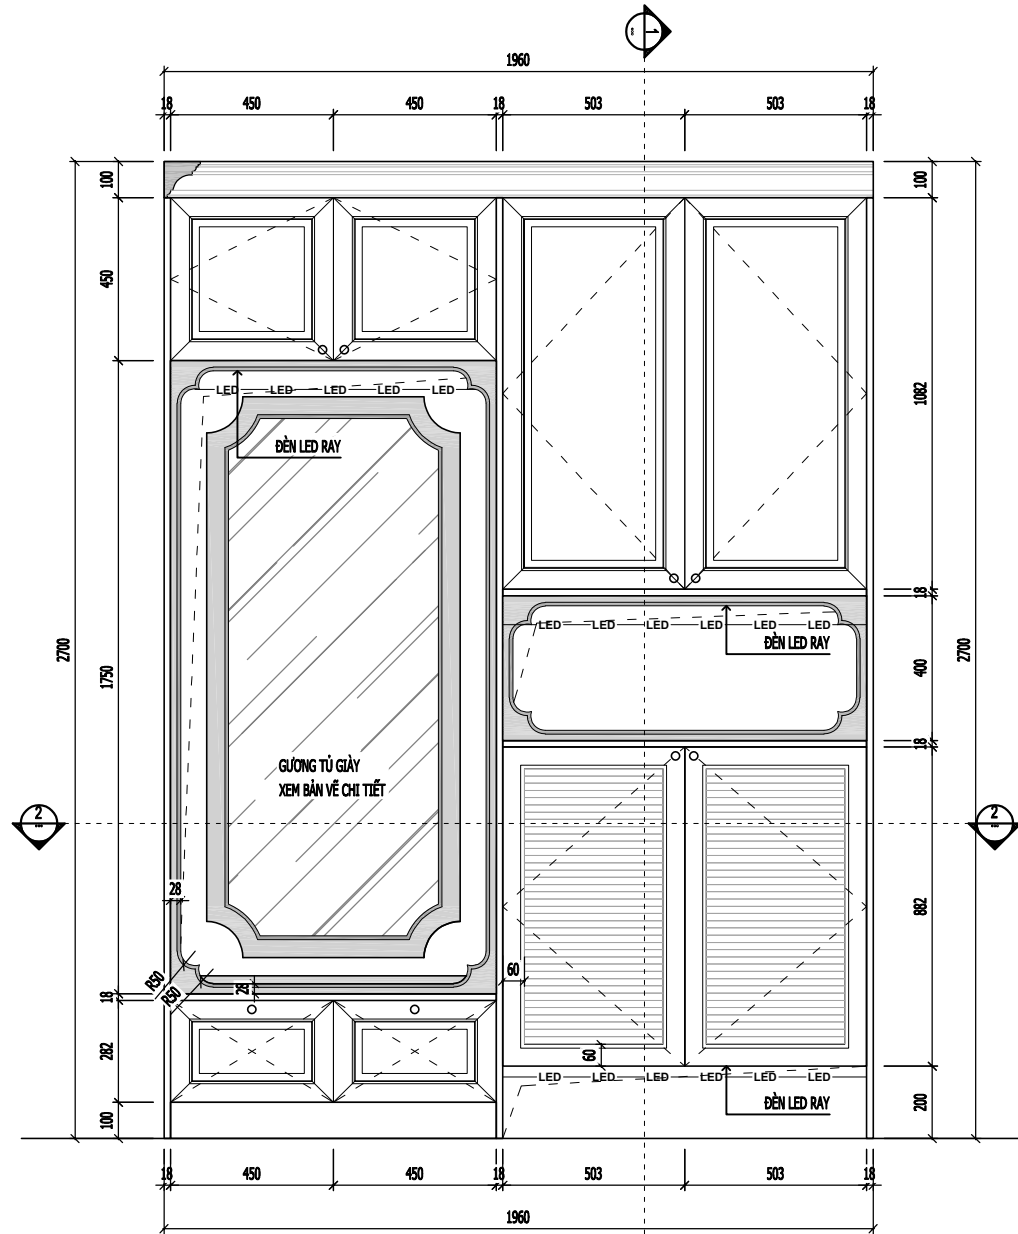 1
1960
18 450 450 18 503 503 18
100
100
450
1082
LED LED LED LED LED
ĐÈN LED RAY
18
LED LED LED LED LED LED
ĐÈN LED RAY
2700
1750
400
2700
18
GƯƠNG TỦ GIÀY
XEM BẢN VẼ CHI TIẾT
2
2
28
882
60
R50
R50
28
18
282
60
LED LED LED LED LED LED
ĐÈN LED RAY
100
200
18 450 450 18 503 503 18
1960